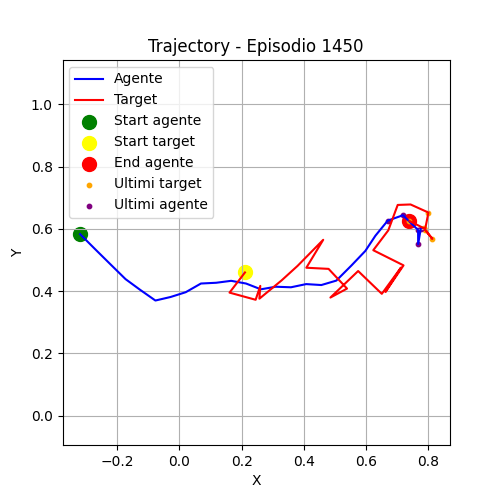 Trajectory - Episodio 1450
Agente
Target
Start agente
Start target
End agente
Ultimi target
Ultimi agente
1.0
0.8
0.6
0.4
0.2
0.0
Y
−0.2 0.0 0.2 0.4 0.6 0.8
X